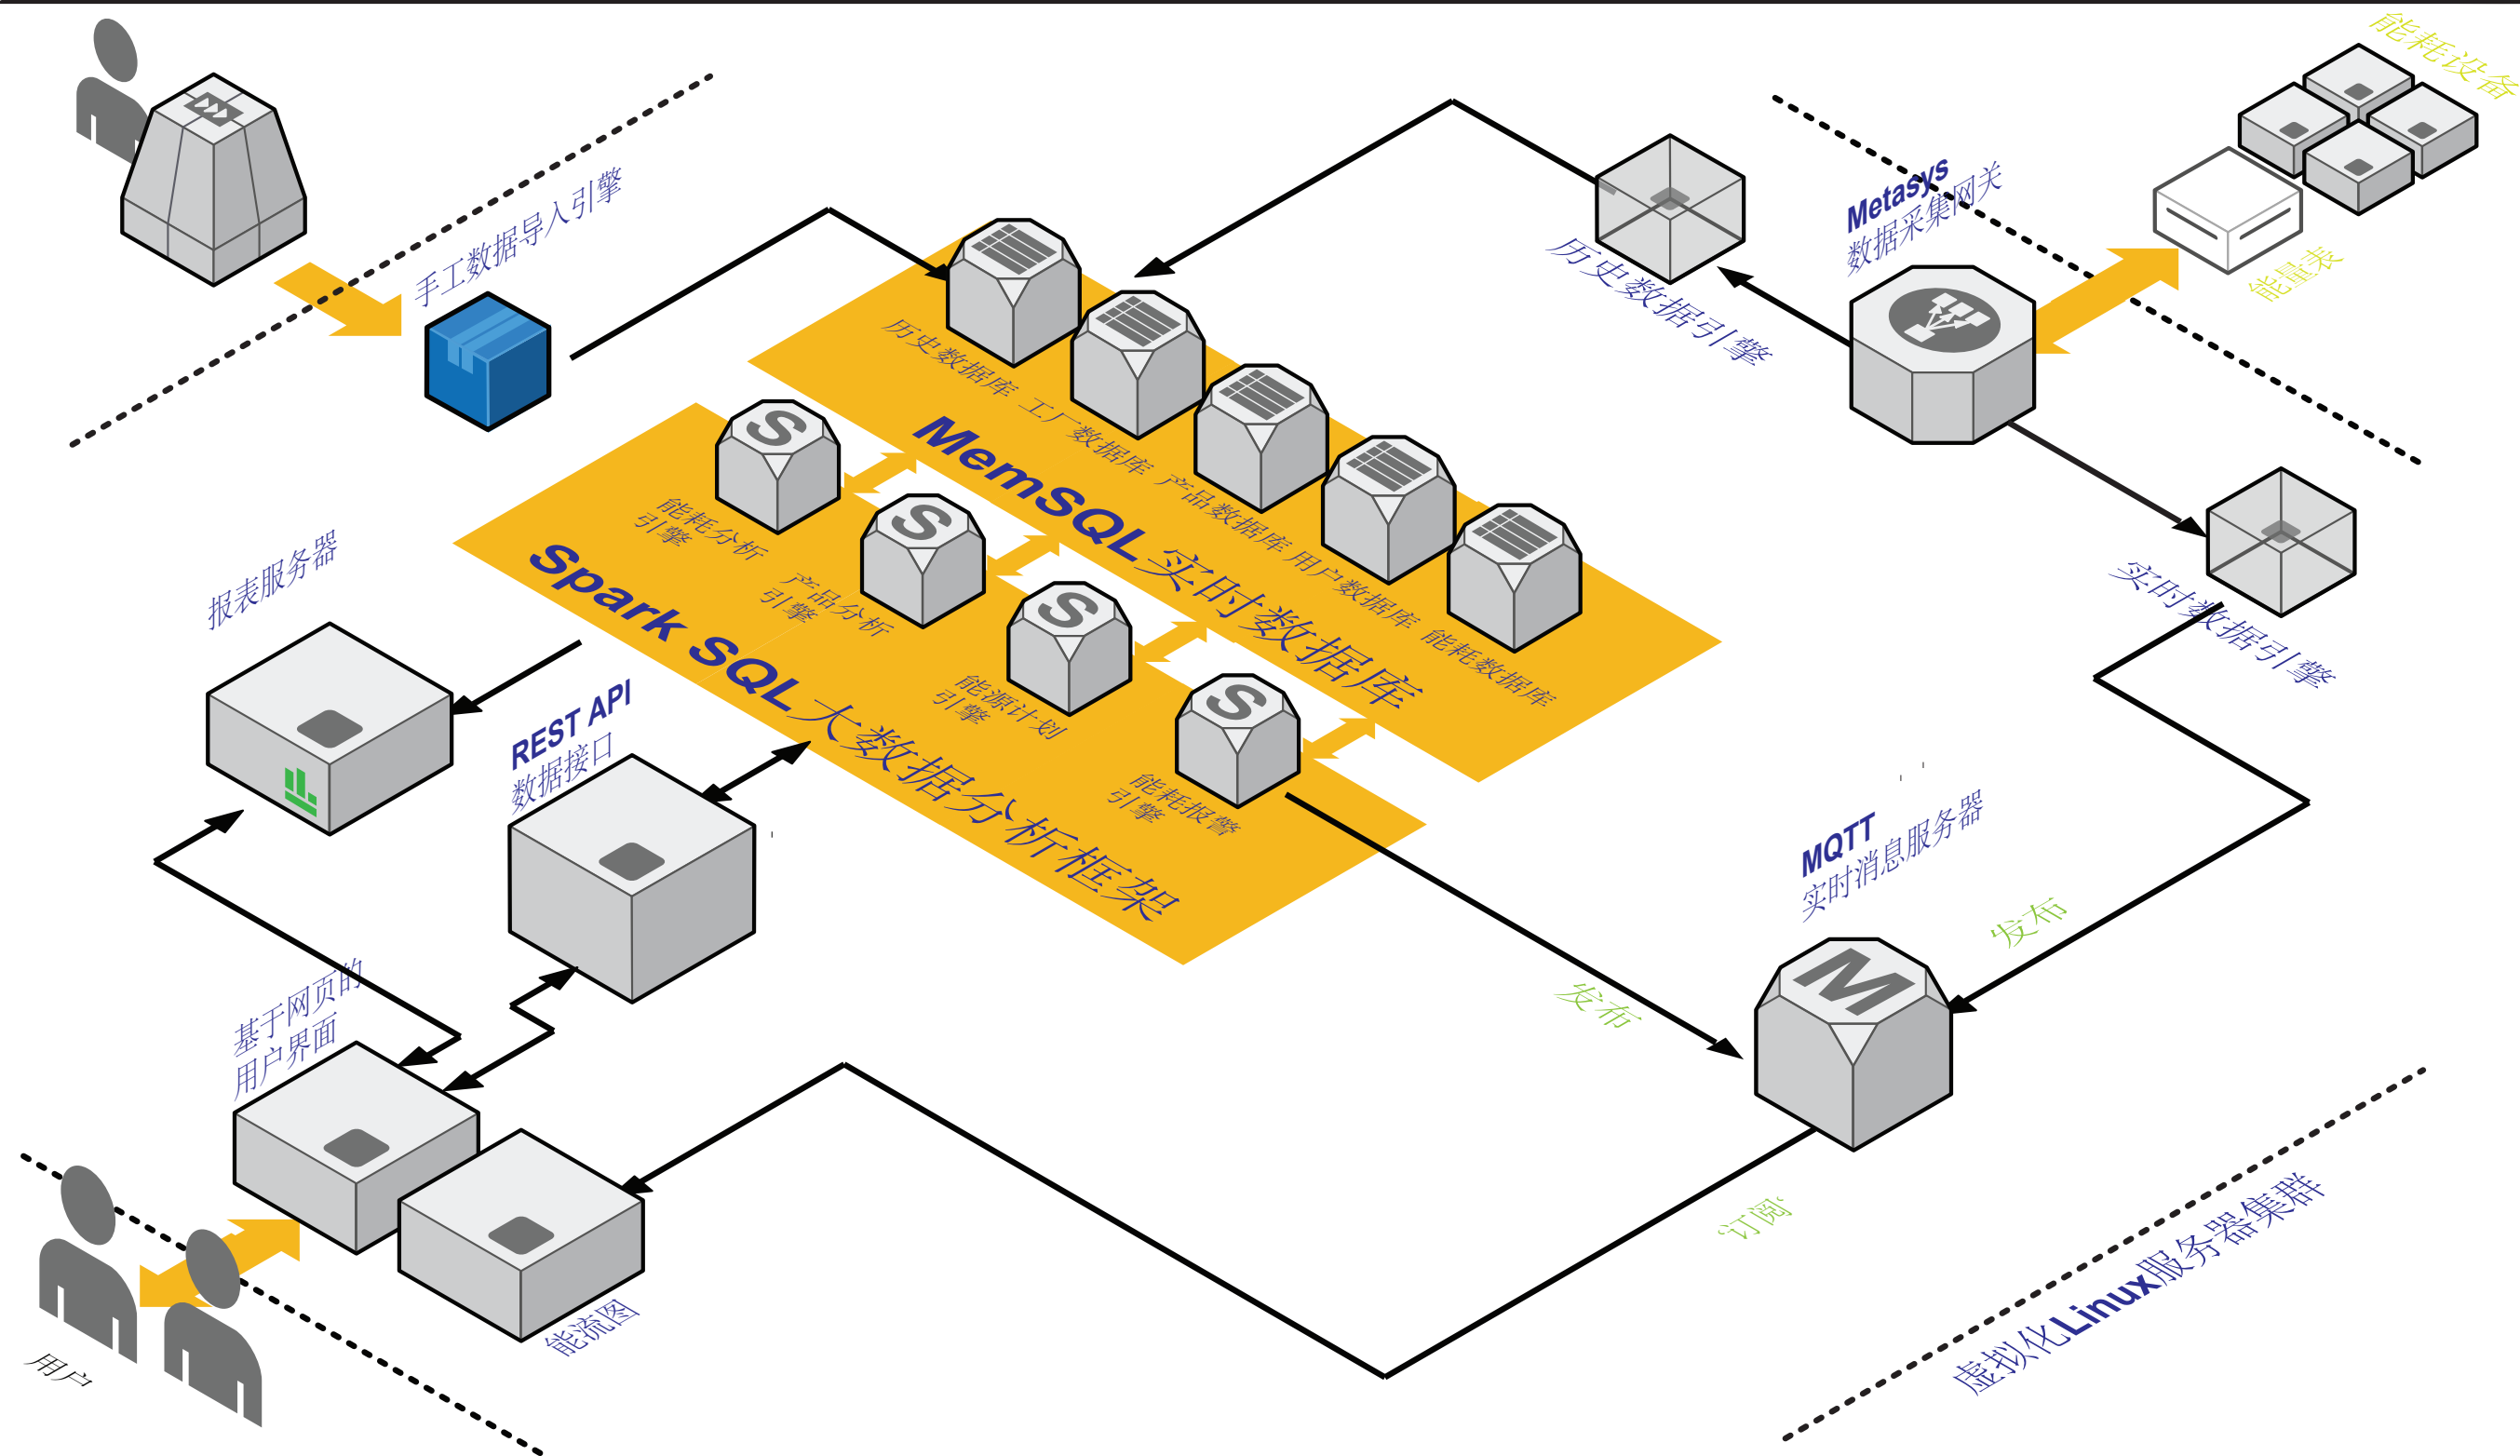 能耗设备
能量表
Metasys
数据采集网关
手工数据导入引擎
历史数据引擎
历史数据库
工厂数据库
产品数据库
用户数据库
能耗数据库
MemSQL实时数据库
S
S
S
S
能耗分析
引擎
产品分析
引擎
能源计划
引擎
能耗报警
引擎
Spark SQL大数据分析框架
实时数据引擎
报表服务器
REST API
数据接口
MQTT
实时消息服务器
M
发布
发布
订阅
基于网页的
用户界面
能流图
用户
虚拟化Linux服务器集群